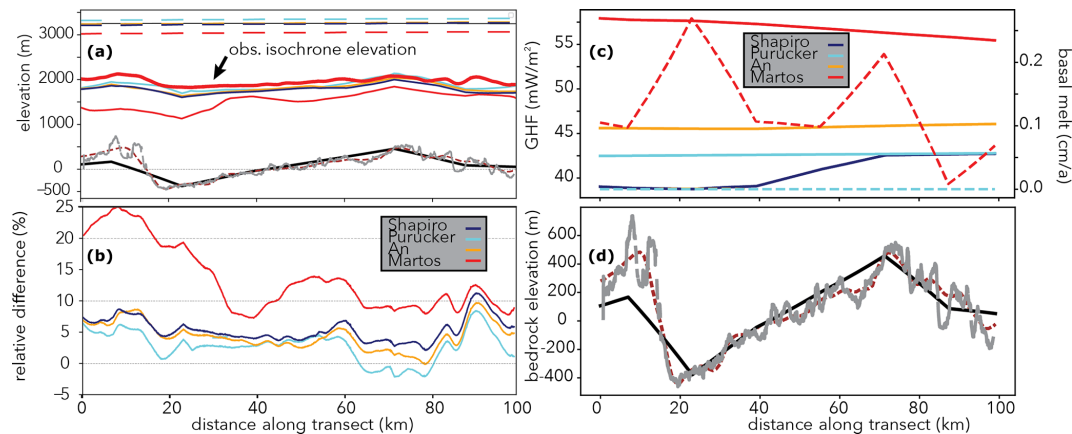 (a)
obs. isochrone elevation
elevation (m)
3000
2000
1000
0
−500
(b)
Shapiro
Purucker
An
Martos
relative difference (%)
25
20
15
10
5
0
−5
0 20 40 60 80 100
distance along transect (km)
(c)
Shapiro
Purucker
An
Martos
GHF (mW/m²)
55
50
45
40
basal melt (cm/a)
0.2
0.1
0.0
(d)
bedrock elevation (m)
600
400
200
0
-200
-400
0 20 40 60 80 100
distance along transect (km)